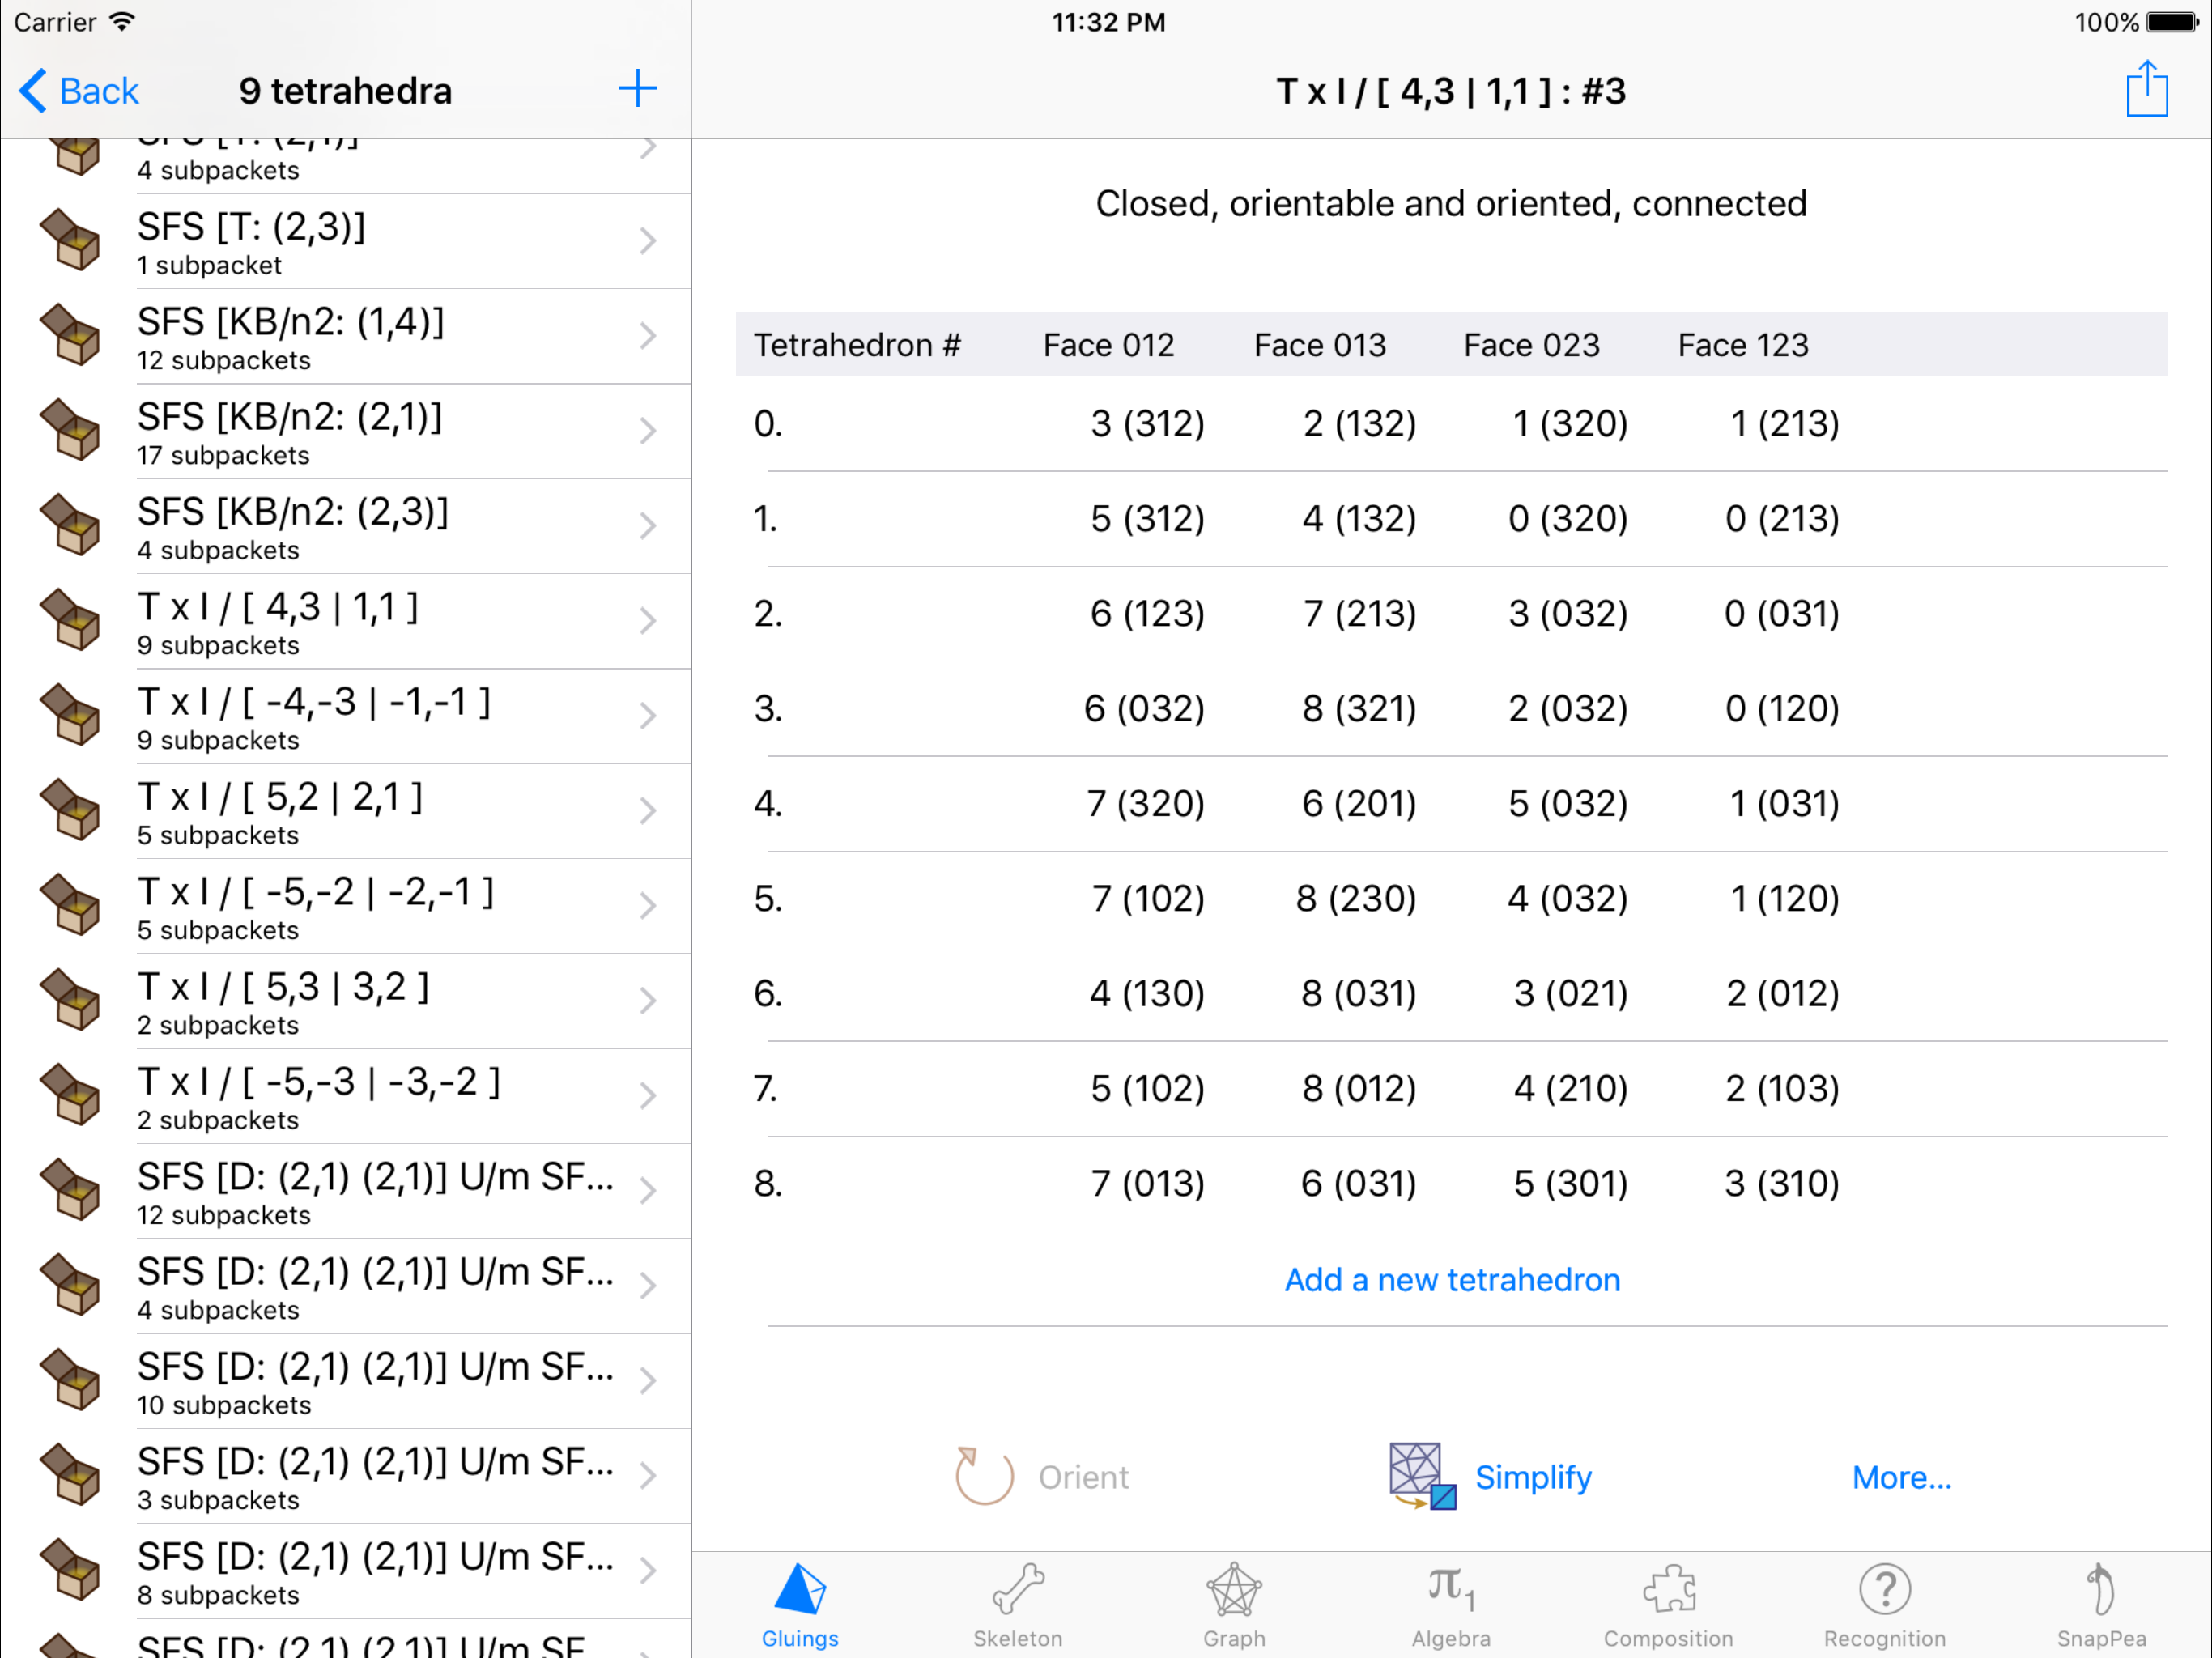 Carrier
11:32 PM
100%
Back
9 tetrahedra
T x I / [ 4,3 | 1,1 ] : #3
4 subpackets
SFS [T: (2,3)]
1 subpacket
SFS [KB/n2: (1,4)]
12 subpackets
SFS [KB/n2: (2,1)]
17 subpackets
SFS [KB/n2: (2,3)]
4 subpackets
T x I / [ 4,3 | 1,1 ]
9 subpackets
T x I / [ -4,-3 | -1,-1 ]
9 subpackets
T x I / [ 5,2 | 2,1 ]
5 subpackets
T x I / [ -5,-2 | -2,-1 ]
5 subpackets
T x I / [ 5,3 | 3,2 ]
2 subpackets
T x I / [ -5,-3 | -3,-2 ]
2 subpackets
SFS [D: (2,1) (2,1)] U/m SF...
12 subpackets
SFS [D: (2,1) (2,1)] U/m SF...
4 subpackets
SFS [D: (2,1) (2,1)] U/m SF...
10 subpackets
SFS [D: (2,1) (2,1)] U/m SF...
3 subpackets
SFS [D: (2,1) (2,1)] U/m SF...
8 subpackets
SFS [D: (2,1) (2,1)] U/m SF
Closed, orientable and oriented, connected
Tetrahedron # Face 012 Face 013 Face 023 Face 123
0. 3 (312) 2 (132) 1 (320) 1 (213)
1. 5 (312) 4 (132) 0 (320) 0 (213)
2. 6 (123) 7 (213) 3 (032) 0 (031)
3. 6 (032) 8 (321) 2 (032) 0 (120)
4. 7 (320) 6 (201) 5 (032) 1 (031)
5. 7 (102) 8 (230) 4 (032) 1 (120)
6. 4 (130) 8 (031) 3 (021) 2 (012)
7. 5 (102) 8 (012) 4 (210) 2 (103)
8. 7 (013) 6 (031) 5 (301) 3 (310)
Add a new tetrahedron
Orient Simplify More...
π1 ?
Gluings Skeleton Graph Algebra Composition Recognition SnapPea